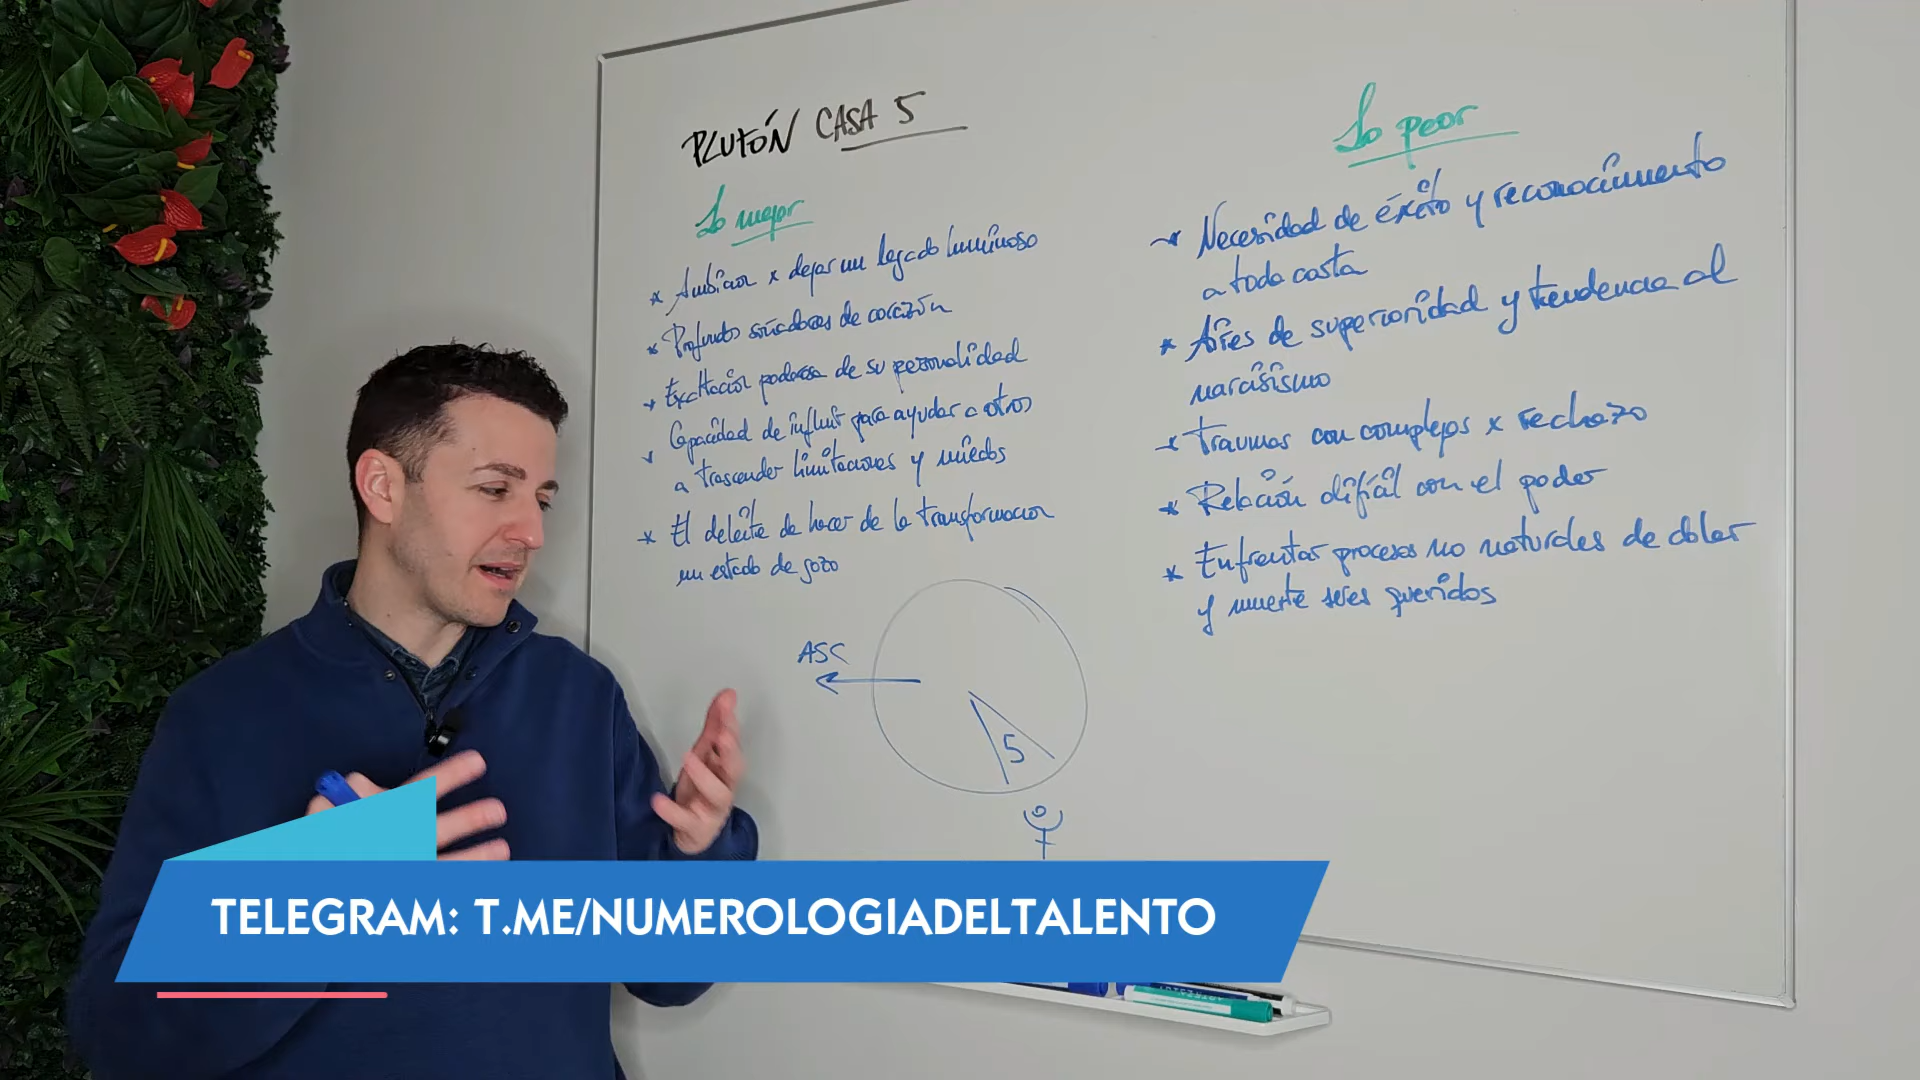 PLUTÓN CASA 5
Lo mejor
* Ambicion x dejar un legado luminoso
* Profundos soñadores de corazón
* Exaltación poderosa de su personalidad
* Capacidad de influir para ayudar a otros
a trascender limitaciones y miedos
* El deleite de hacer de la transformacion
un estado de gozo
ASC
5
Lo peor
* Necesidad de éxito y reconocimiento
a toda costa
* Aires de superioridad y tendencia al
narcisismo
* Traumas con complejos x rechazo
* Relación difícil con el poder
* Enfrentar procesos no naturales de dolor
y muerte seres queridos
TELEGRAM: T.ME/NUMEROLOGIADELTALENTO